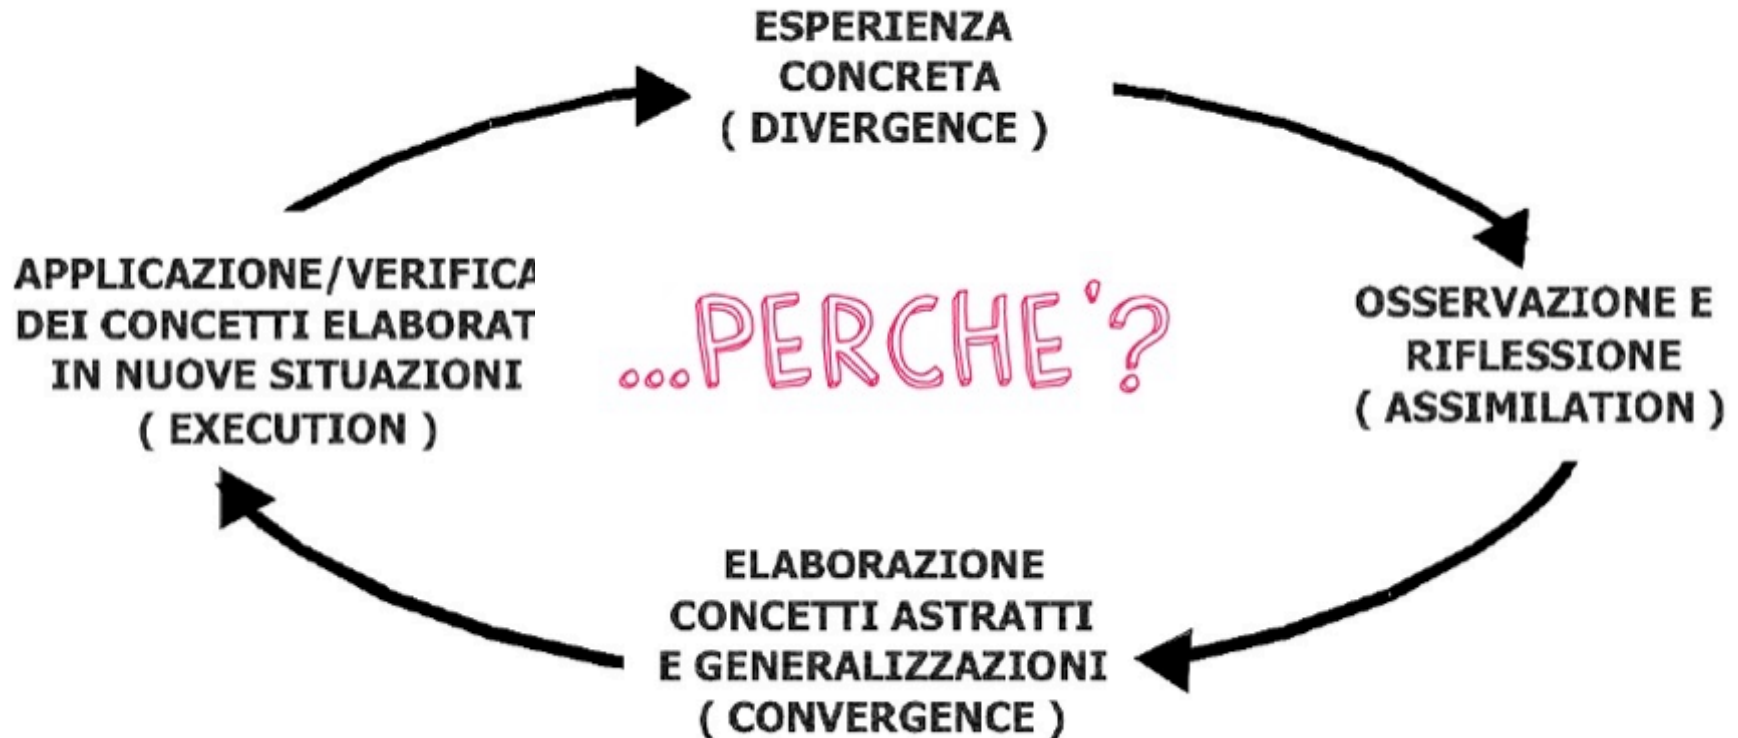 ESPERIENZA
CONCRETA
( DIVERGENCE )
OSSERVAZIONE E
RIFLESSIONE
( ASSIMILATION )
ELABORAZIONE
CONCETTI ASTRATTI
E GENERALIZZAZIONI
( CONVERGENCE )
APPLICAZIONE/VERIFICA
DEI CONCETTI ELABORAT
IN NUOVE SITUAZIONI
( EXECUTION )
...PERCHE'?